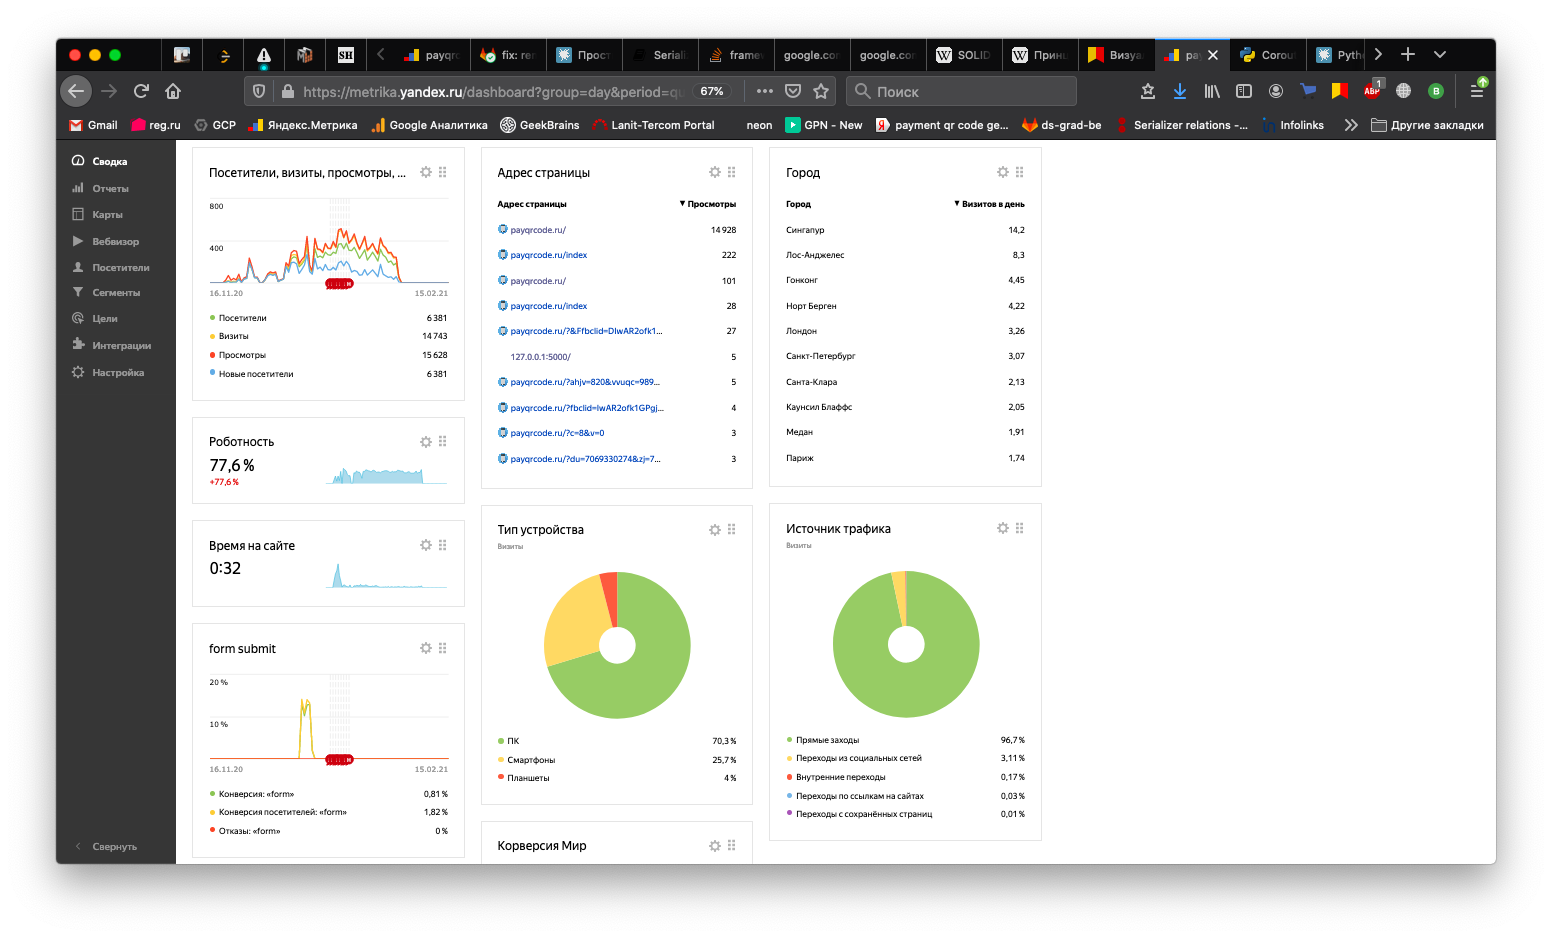 SH
payqr
fix: rer
Прост
Seriali
frame
google.co
google.co
SOLID
Принц
Визуа
pay
Corout
Pytho
https://metrika.yandex.ru/dashboard?group=day&period=qu
67%
Поиск
ABP
1
B
Gmail
reg.ru
GCP
Яндекс.Метрика
Google Аналитика
GeekBrains
Lanit-Tercom Portal
neon
GPN - New
payment qr code ge...
ds-grad-be
Serializer relations -...
Infolinks
Другие закладки
Сводка
Отчеты
Карты
Вебвизор
Посетители
Сегменты
Цели
Интеграции
Настройка
Свернуть
Посетители, визиты, просмотры, ...
800
400
16.11.20 15.02.21
Посетители 6 381
Визиты 14 743
Просмотры 15 628
Новые посетители 6 381
Роботность
77,6 %
+77,6 %
Время на сайте
0:32
form submit
20 %
10 %
16.11.20 15.02.21
Конверсия: «form» 0,81 %
Конверсия посетителей: «form» 1,82 %
Отказы: «form» 0 %
Адрес страницы
Адрес страницы ▼ Просмотры
payqrcode.ru/ 14 928
payqrcode.ru/index 222
payqrcode.ru/ 101
payqrcode.ru/index 28
payqrcode.ru/?&Ffbclid=DIwAR2ofk1... 27
127.0.0.1:5000/ 5
payqrcode.ru/?ahjv=820&vvuqc=989... 5
payqrcode.ru/?fbclid=IwAR2ofk1GPgj... 4
payqrcode.ru/?c=8&v=0 3
payqrcode.ru/?du=7069330274&zj=7... 3
Тип устройства
Визиты
ПК 70,3 %
Смартфоны 25,7 %
Планшеты 4 %
Корверсия Мир
Город
Город ▼ Визитов в день
Сингапур 14,2
Лос-Анджелес 8,3
Гонконг 4,45
Норт Берген 4,22
Лондон 3,26
Санкт-Петербург 3,07
Санта-Клара 2,13
Каунсил Блаффс 2,05
Медан 1,91
Париж 1,74
Источник трафика
Визиты
Прямые заходы 96,7 %
Переходы из социальных сетей 3,11 %
Внутренние переходы 0,17 %
Переходы по ссылкам на сайтах 0,03 %
Переходы с сохранённых страниц 0,01 %